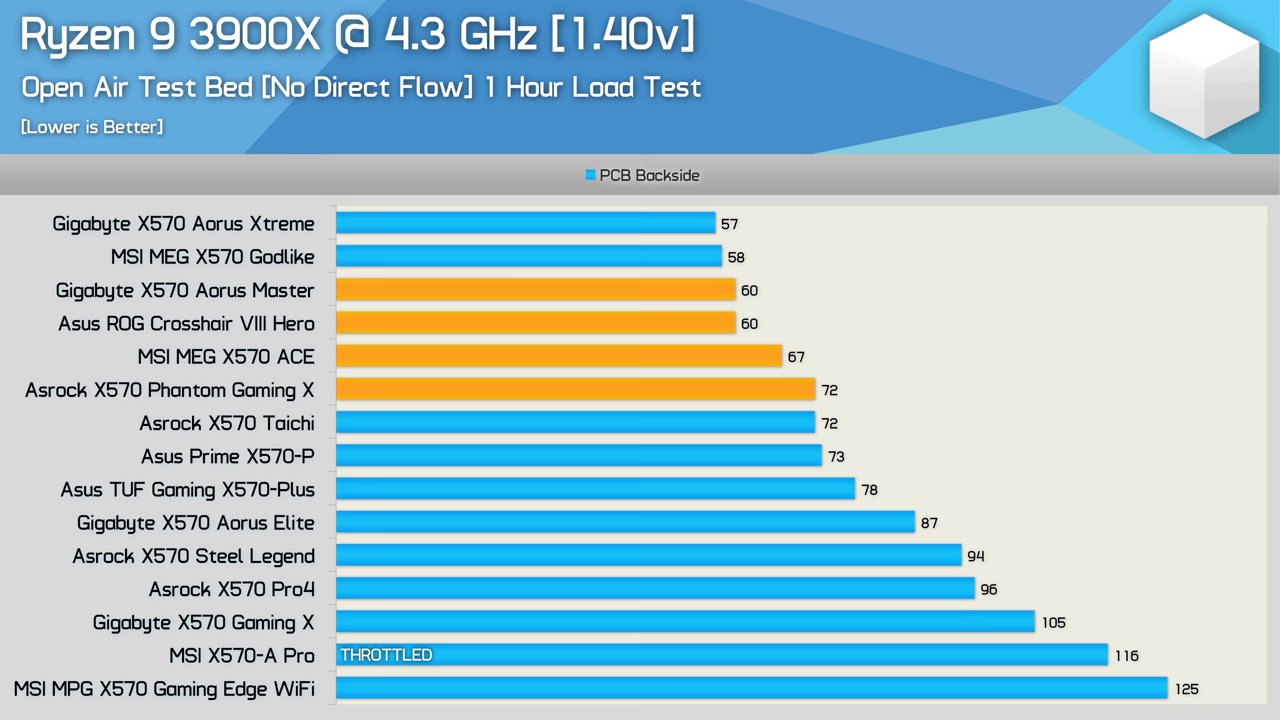 Ryzen 9 3900X @ 4.3 GHz [1.40v]
Open Air Test Bed [No Direct Flow] 1 Hour Load Test
[Lower is Better]
PCB Backside
Gigabyte X570 Aorus Xtreme 57
MSI MEG X570 Godlike 58
Gigabyte X570 Aorus Master 60
Asus ROG Crosshair VIII Hero 60
MSI MEG X570 ACE 67
Asrock X570 Phantom Gaming X 72
Asrock X570 Taichi 72
Asus Prime X570-P 73
Asus TUF Gaming X570-Plus 78
Gigabyte X570 Aorus Elite 87
Asrock X570 Steel Legend 94
Asrock X570 Pro4 96
Gigabyte X570 Gaming X 105
MSI X570-A Pro THROTTLED 116
MSI MPG X570 Gaming Edge WiFi 125